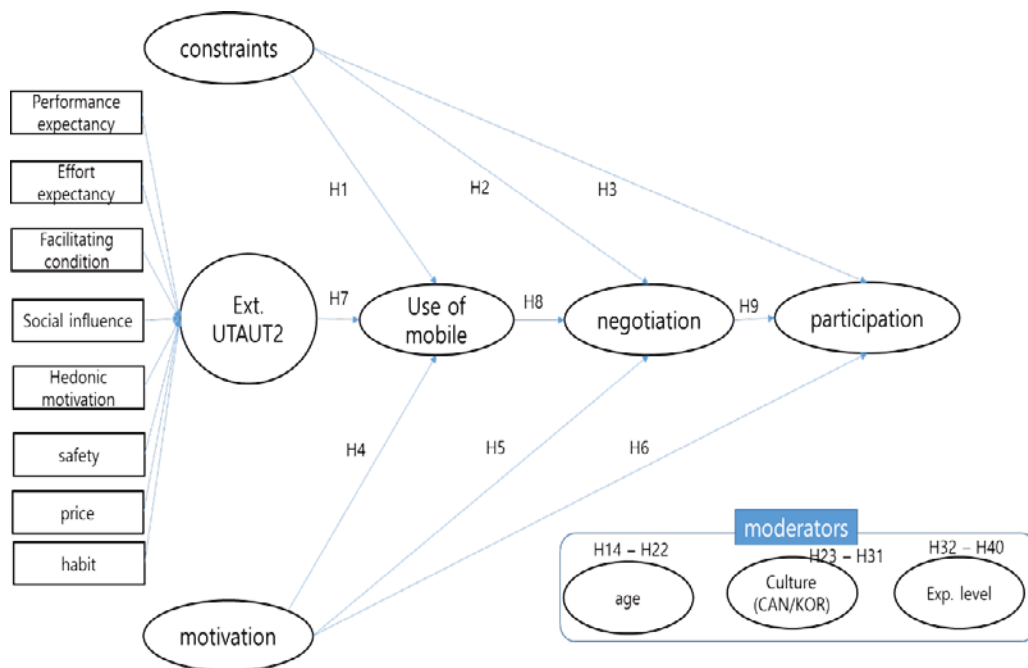 constraints
Performance
expectancy
Effort
expectancy
Facilitating
condition
Social influence
Hedonic
motivation
safety
price
habit
Ext.
UTAUT2
H1
H2
H3
H7
Use of
mobile
H8
negotiation
H9
participation
H4
H5
H6
motivation
moderators
H14 – H22
H23 – H31
H32 – H40
age
Culture
(CAN/KOR)
Exp. level